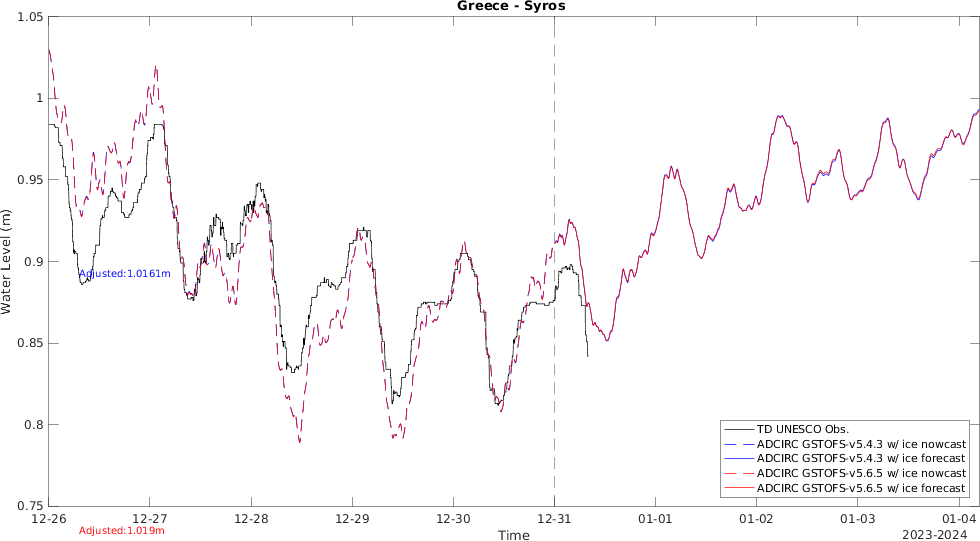 Greece - Syros
1.05
1
0.95
0.9
0.85
0.8
0.75
Water Level (m)
Adjusted:1.0161m
TD UNESCO Obs.
ADCIRC GSTOFS-v5.4.3 w/ ice nowcast
ADCIRC GSTOFS-v5.4.3 w/ ice forecast
ADCIRC GSTOFS-v5.6.5 w/ ice nowcast
ADCIRC GSTOFS-v5.6.5 w/ ice forecast
12-26 12-27 12-28 12-29 12-30 12-31 01-01 01-02 01-03 01-04
Adjusted:1.019m
Time
2023-2024